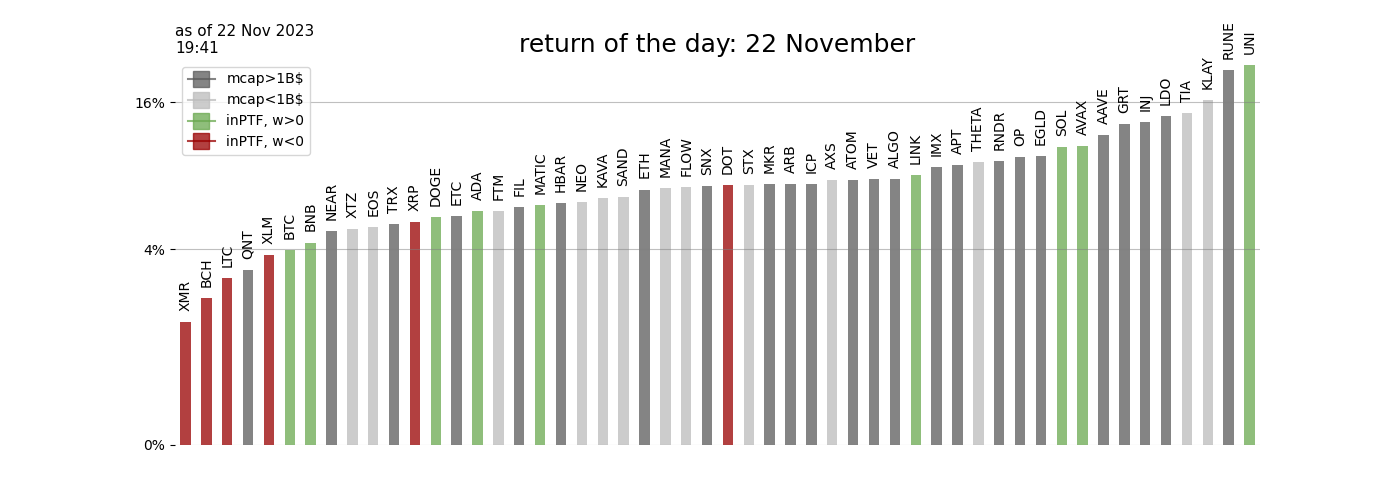 as of 22 Nov 2023
19:41
return of the day: 22 November
mcap>1B$
mcap<1B$
inPTF, w>0
inPTF, w<0
16%
4%
0%
XMR
BCH
LTC
QNT
XLM
BTC
BNB
NEAR
XTZ
EOS
TRX
XRP
DOGE
ETC
ADA
FTM
FIL
MATIC
HBAR
NEO
KAVA
SAND
ETH
MANA
FLOW
SNX
DOT
STX
MKR
ARB
ICP
AXS
ATOM
VET
ALGO
LINK
IMX
APT
THETA
RNDR
OP
EGLD
SOL
AVAX
AAVE
GRT
INJ
LDO
TIA
KLAY
RUNE
UNI